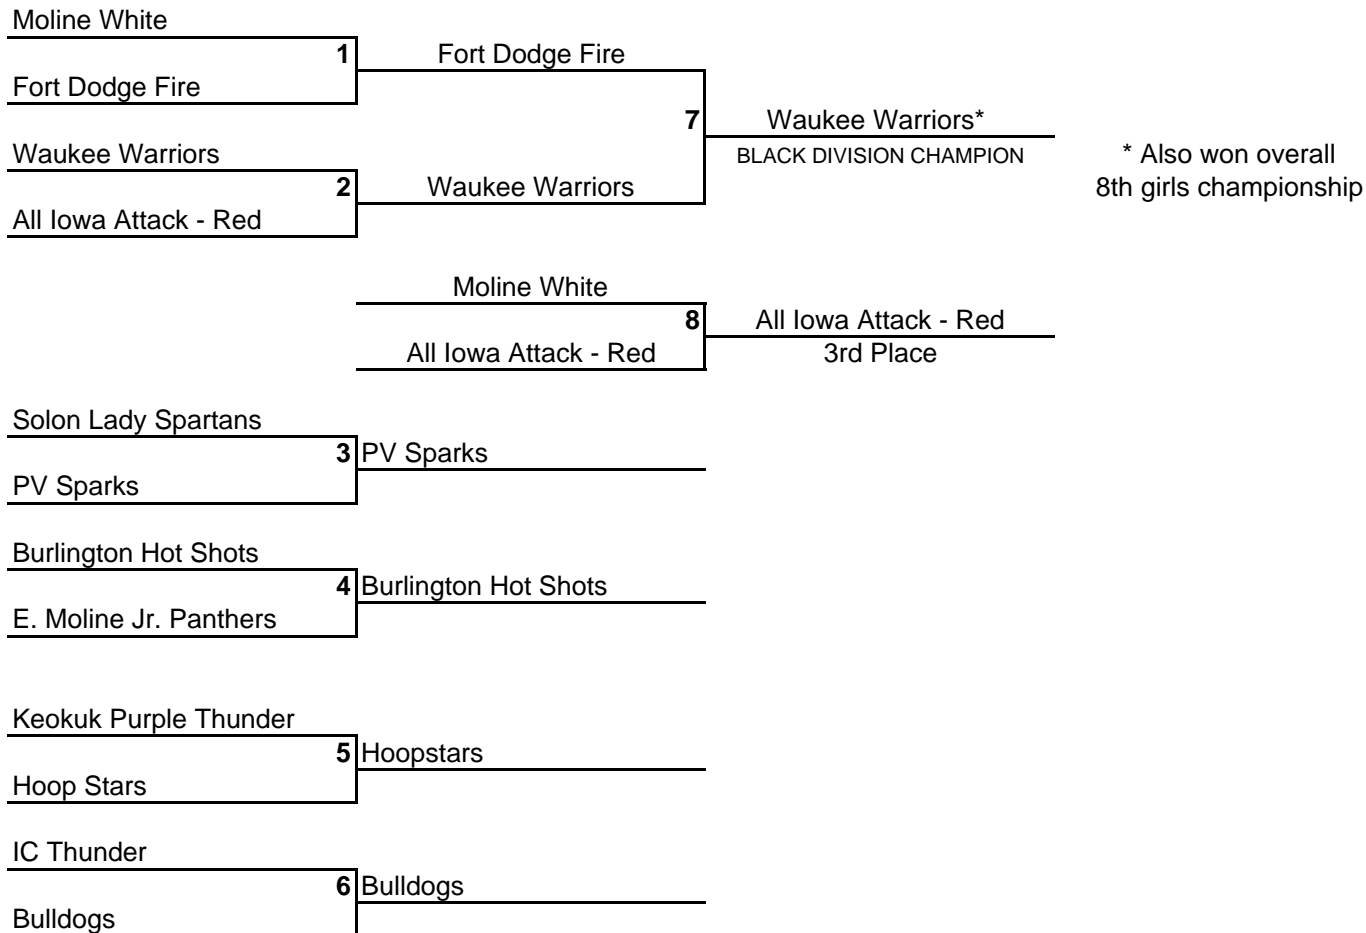 Moline White
1 Fort Dodge Fire
Fort Dodge Fire
7 Waukee Warriors*
Waukee Warriors BLACK DIVISION CHAMPION * Also won overall
2 Waukee Warriors 8th girls championship
All Iowa Attack - Red
Moline White
8 All Iowa Attack - Red
All Iowa Attack - Red 3rd Place
Solon Lady Spartans
3 PV Sparks
PV Sparks
Burlington Hot Shots
4 Burlington Hot Shots
E. Moline Jr. Panthers
Keokuk Purple Thunder
5 Hoopstars
Hoop Stars
IC Thunder
6 Bulldogs
Bulldogs